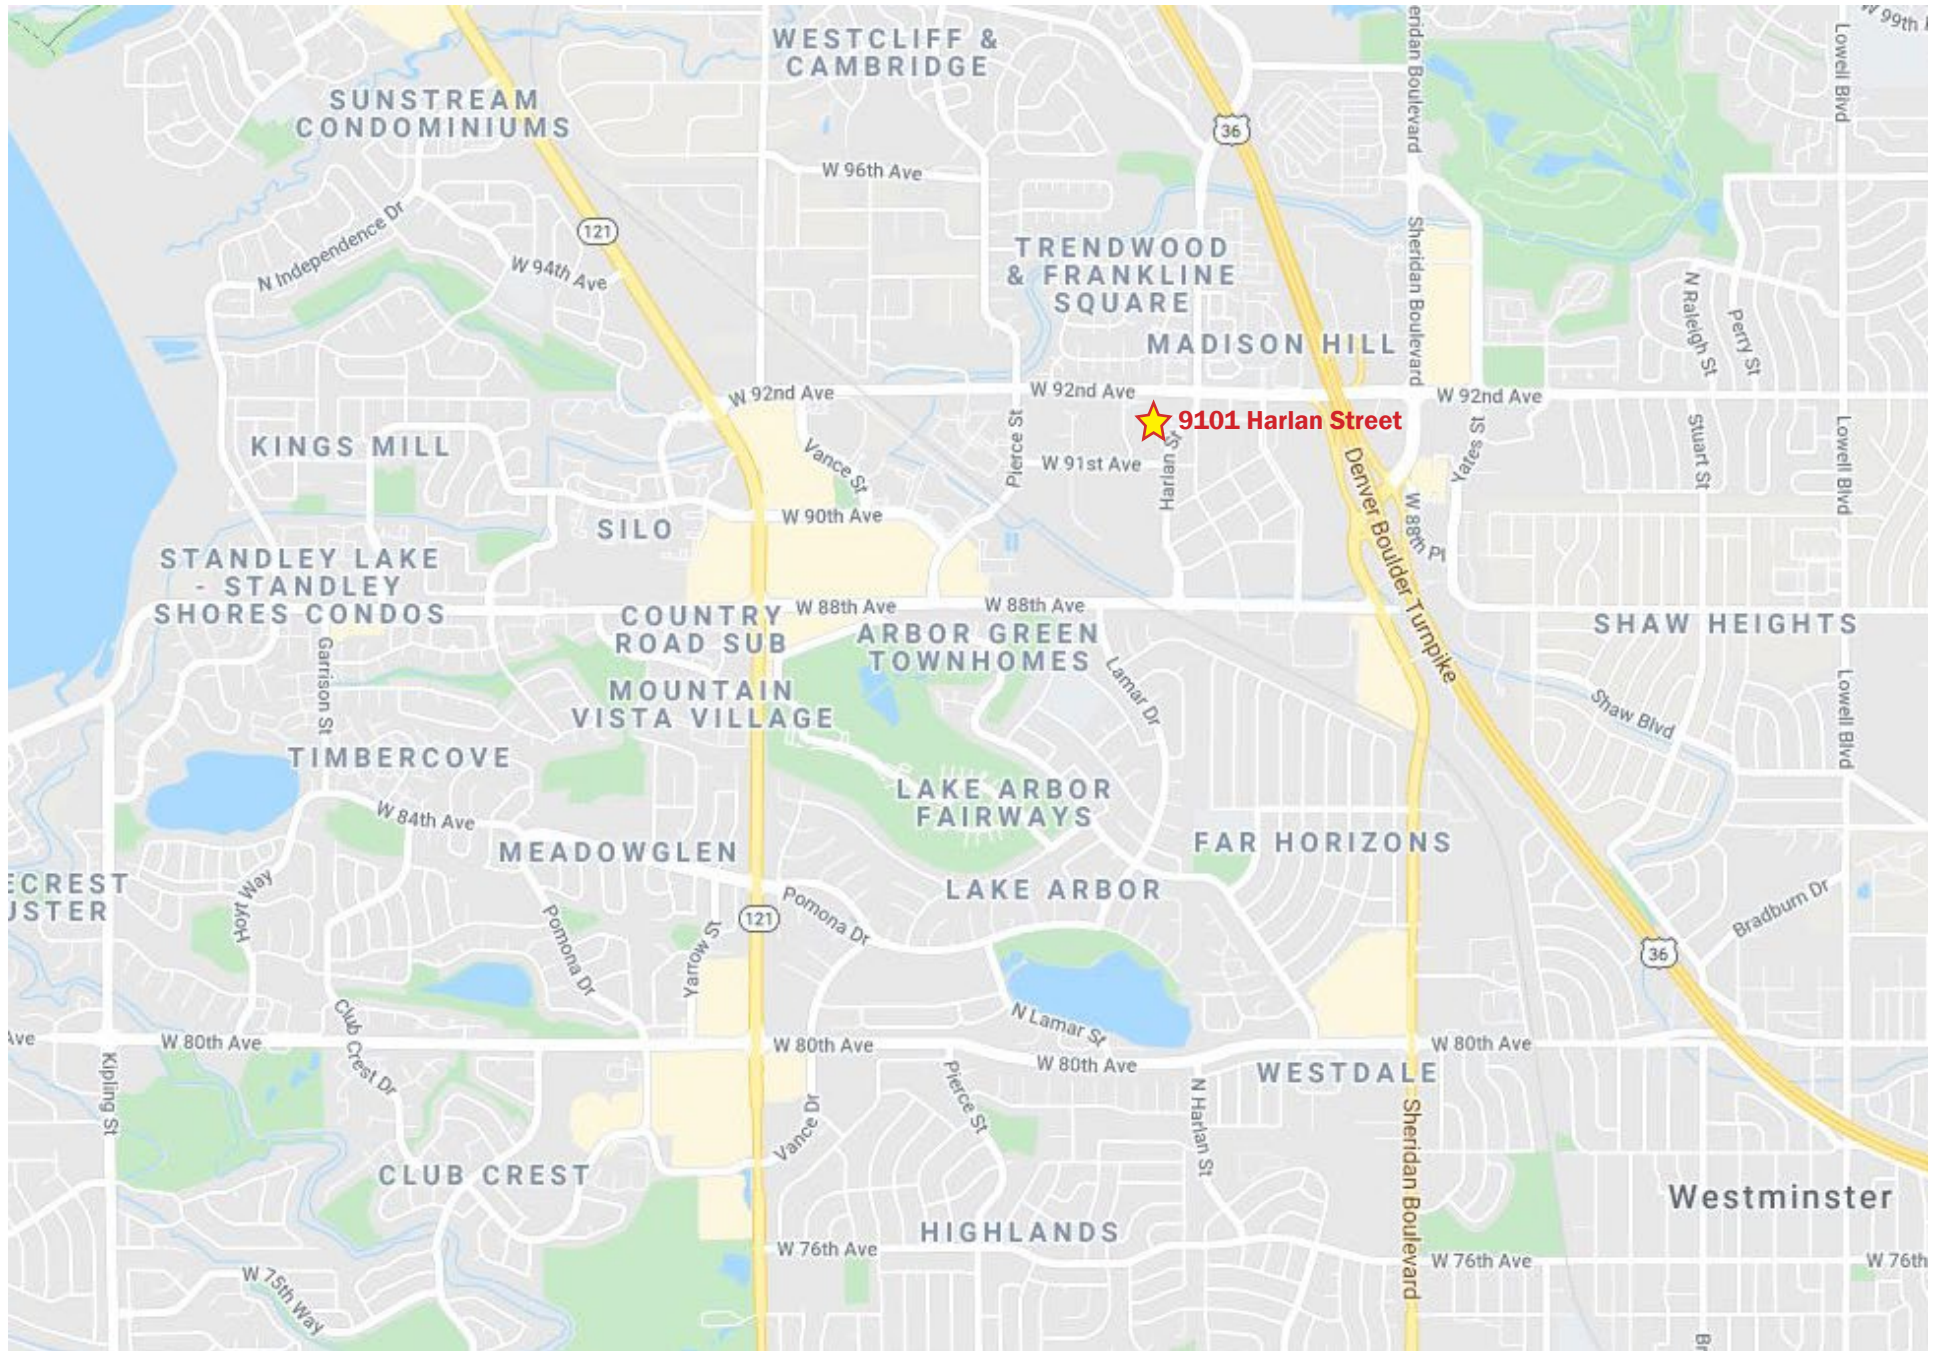 W 99th
WESTCLIFF &
CAMBRIDGE
eridan Boulevard
Lowell Blvd
SUNSTREAM
CONDOMINIUMS
36
W 96th Ave
N Independence Dr
121
W 94th Ave
TRENDWOOD
& FRANKLINE
SQUARE
Sheridan Boulevard
N Raleigh St
Perry St
MADISON HILL
W 92nd Ave
W 92nd Ave
W 92nd Ave
9101 Harlan Street
KINGS MILL
Vance St
Pierce St
W 91st Ave
Harlan St
Yates St
Stuart St
Lowell Blvd
Denver Boulder Turnpike
W 88th Pl
SILO
W 90th Ave
STANDLEY LAKE
- STANDLEY
SHORES CONDOS
COUNTRY
ROAD SUB
W 88th Ave
W 88th Ave
ARBOR GREEN
TOWNHOMES
SHAW HEIGHTS
Garrison St
Lamar Dr
MOUNTAIN
VISTA VILLAGE
Shaw Blvd
Lowell Blvd
TIMBERCOVE
LAKE ARBOR
FAIRWAYS
W 84th Ave
MEADOWGLEN
FAR HORIZONS
ECREST
USTER
Hoyt Way
LAKE ARBOR
Pomona Dr
Pomona Dr
121
Yarrow St
Bradburn Dr
36
Club Crest Dr
N Lamar St
Ave
W 80th Ave
W 80th Ave
W 80th Ave
W 80th Ave
Kipling St
Pierce St
N Harlan St
WESTDALE
Vance Dr
Sheridan Boulevard
CLUB CREST
Westminster
HIGHLANDS
W 76th Ave
W 76th Ave
W 76th
W 75th Way
Br